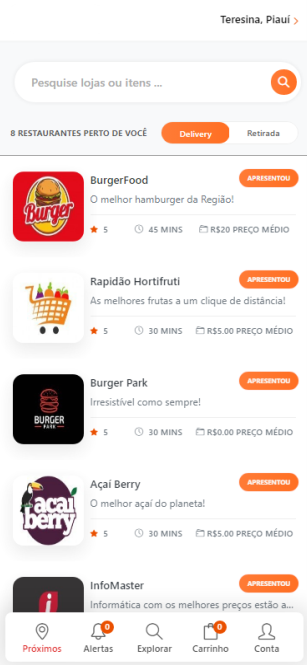 Teresina, Piauí >
Pesquise lojas ou itens ...
8 RESTAURANTES PERTO DE VOCÊ Delivery Retirada
APRESENTOU
BurgerFood
O melhor hamburger da Região!
Burger
5 45 MINS R$20 PREÇO MÉDIO
APRESENTOU
Rapidão Hortifruti
As melhores frutas a um clique de distância!
5 30 MINS R$5.00 PREÇO MÉDIO
APRESENTOU
Burger Park
Irresistível como sempre!
BURGER
PARK
5 30 MINS R$0.00 PREÇO MÉDIO
APRESENTOU
Açaí Berry
O melhor açaí do planeta!
açaí
berry
5 30 MINS R$5.00 PREÇO MÉDIO
APRESENTOU
InfoMaster
Informática com os melhores preços estão a...
0 0
Próximos Alertas Explorar Carrinho Conta